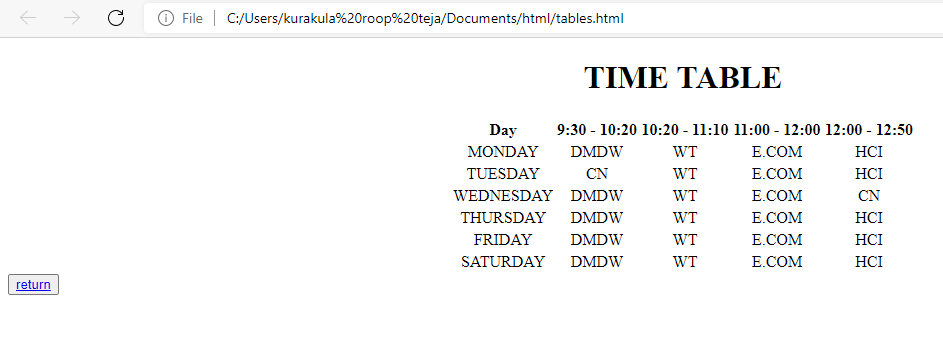 File C:/Users/kurakula%20roop%20teja/Documents/html/tables.html
TIME TABLE
Day 9:30 - 10:20 10:20 - 11:10 11:00 - 12:00 12:00 - 12:50
MONDAY DMDW WT E.COM HCI
TUESDAY CN WT E.COM HCI
WEDNESDAY DMDW WT E.COM CN
THURSDAY DMDW WT E.COM HCI
FRIDAY DMDW WT E.COM HCI
SATURDAY DMDW WT E.COM HCI
return